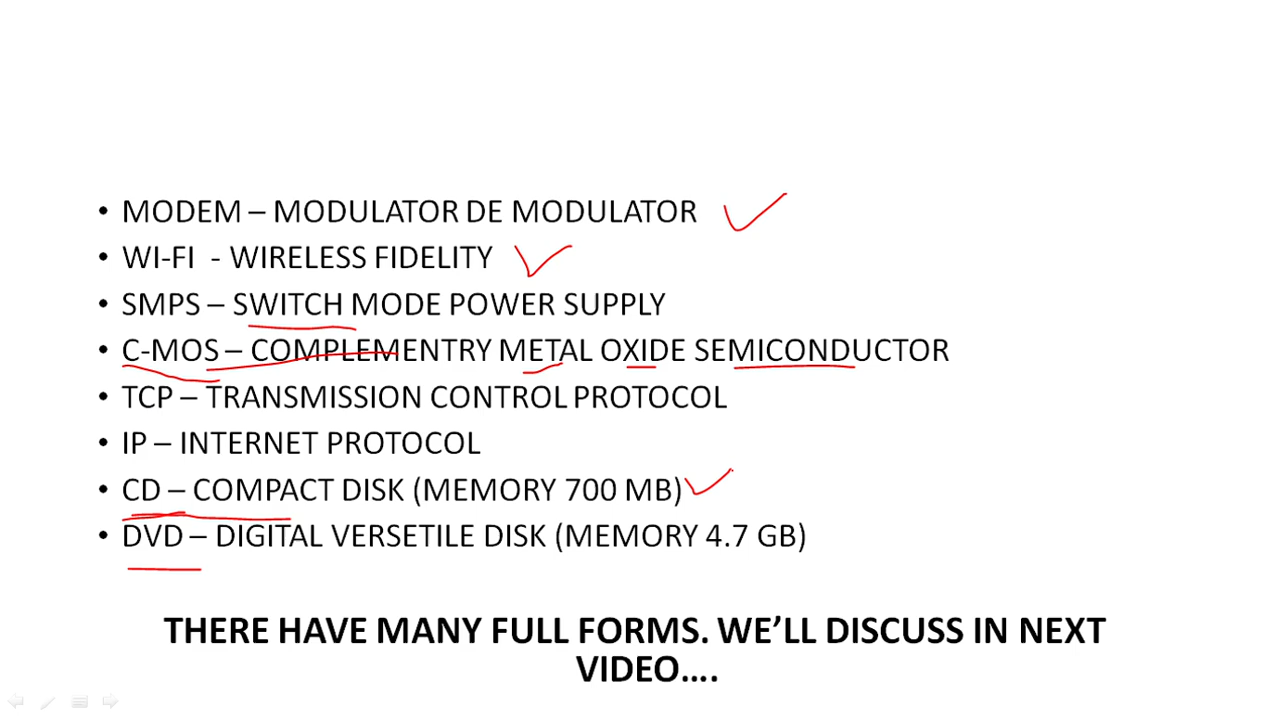 • MODEM – MODULATOR DE MODULATOR
• WI-FI - WIRELESS FIDELITY
• SMPS – SWITCH MODE POWER SUPPLY
• C-MOS – COMPLEMENTRY METAL OXIDE SEMICONDUCTOR
• TCP – TRANSMISSION CONTROL PROTOCOL
• IP – INTERNET PROTOCOL
• CD – COMPACT DISK (MEMORY 700 MB)
• DVD – DIGITAL VERSETILE DISK (MEMORY 4.7 GB)
THERE HAVE MANY FULL FORMS. WE’LL DISCUSS IN NEXT
VIDEO....